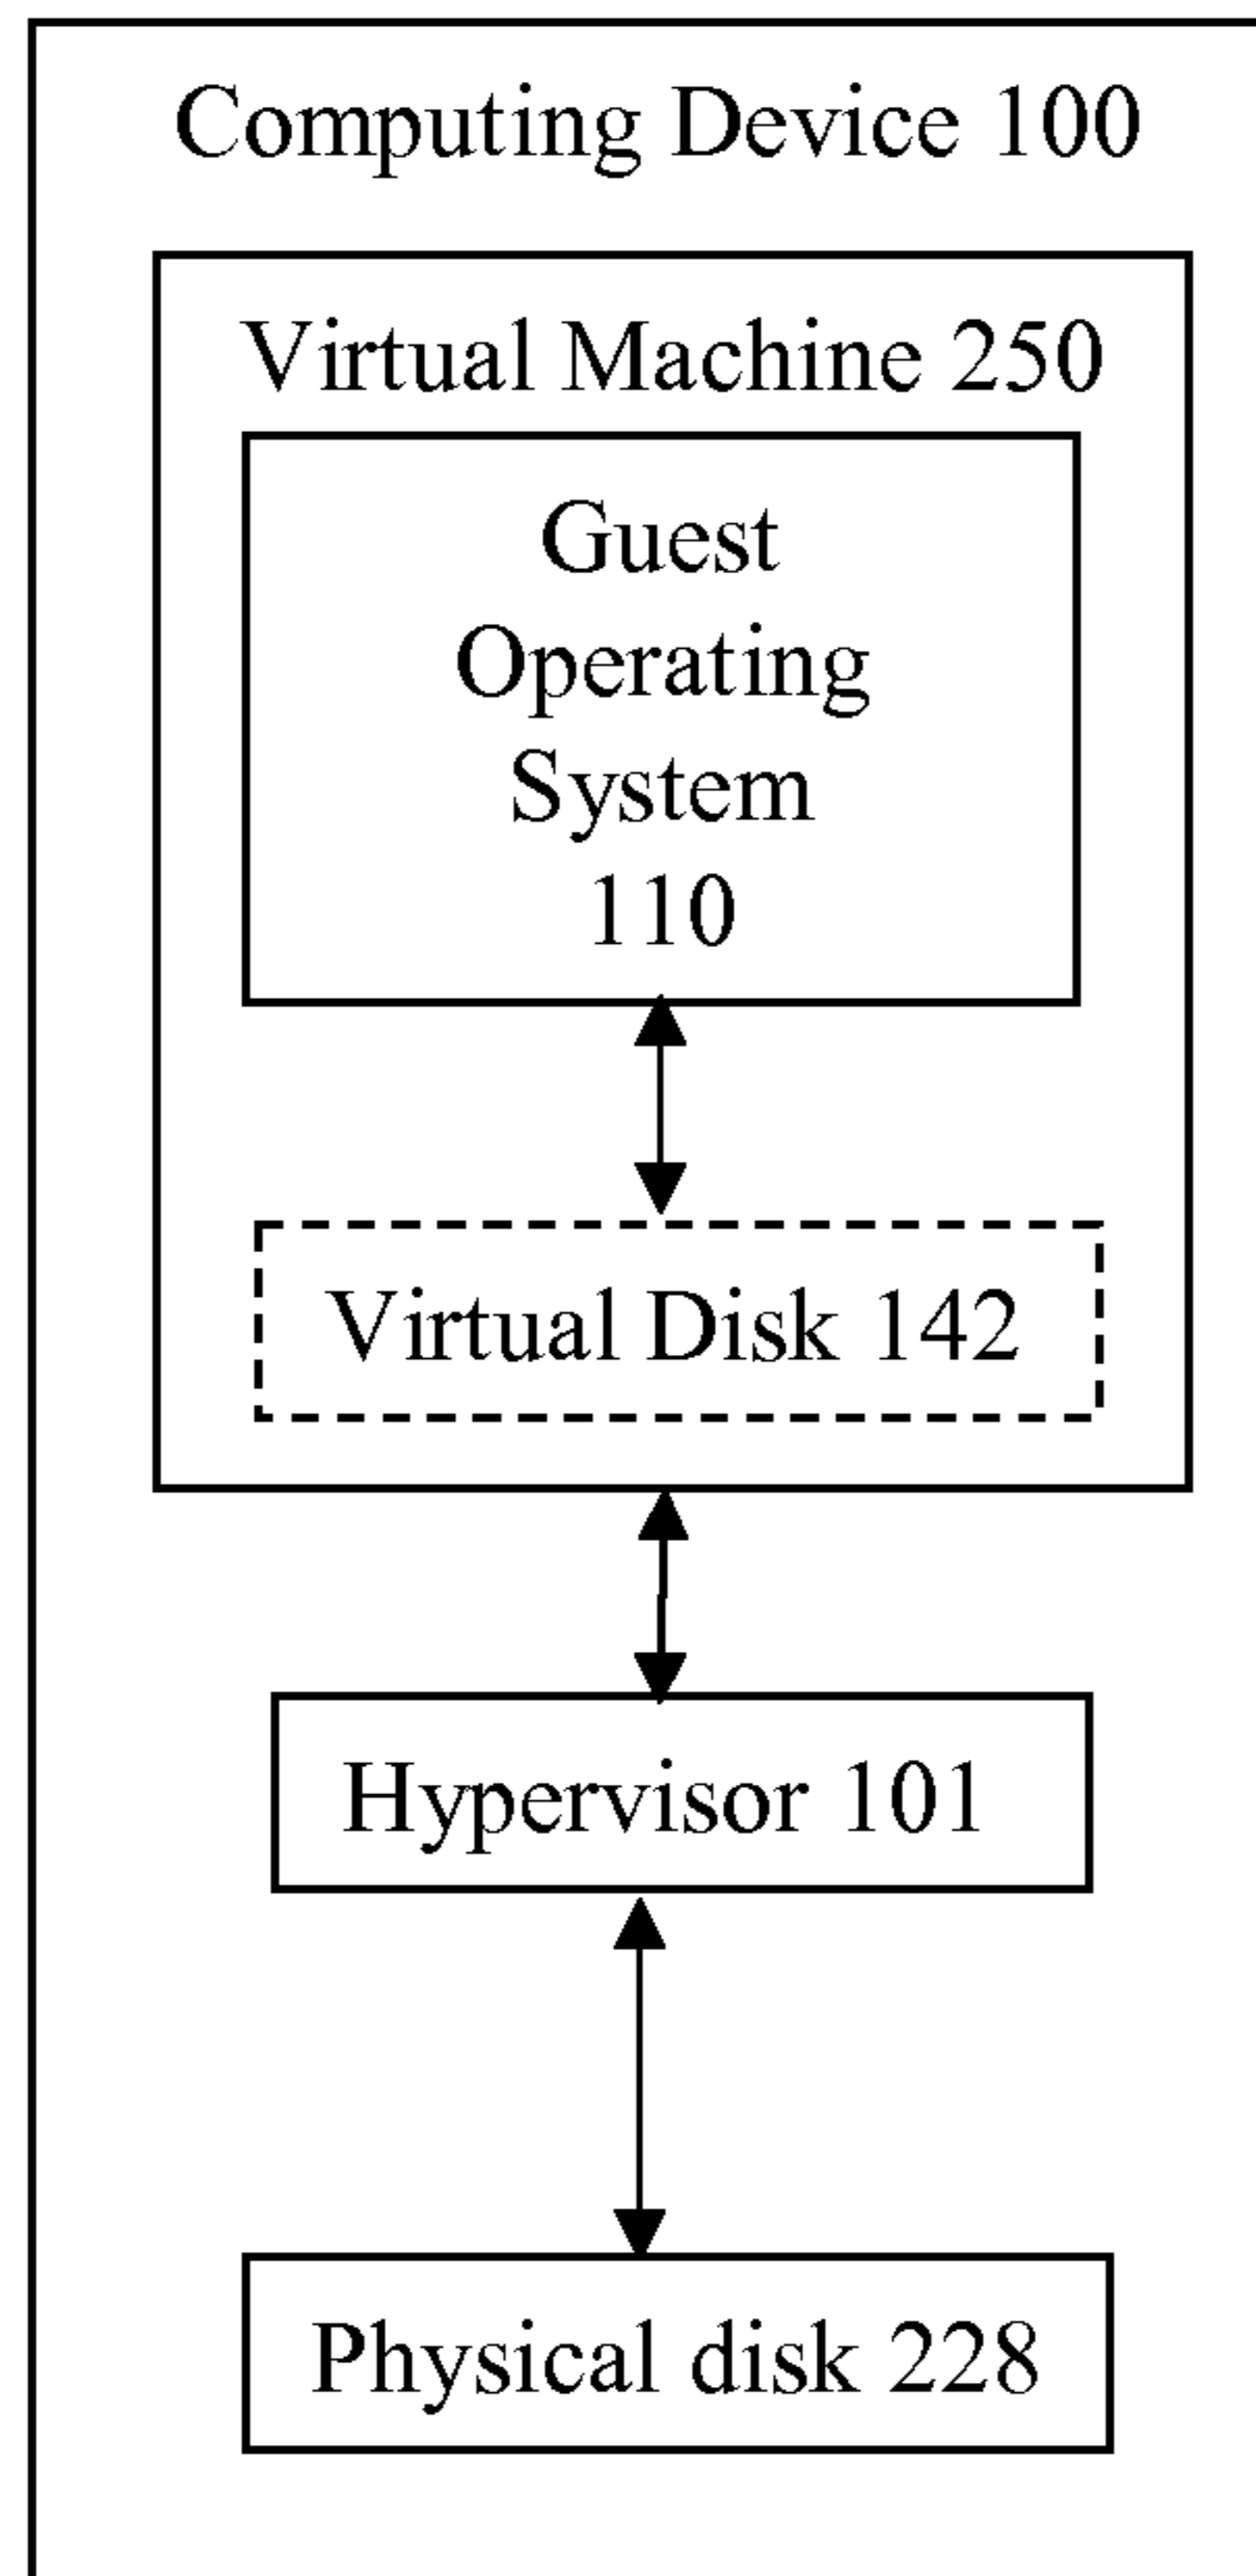 Computing Device 100
Virtual Machine 250
Guest
Operating
System
110
Virtual Disk 142
Hypervisor 101
Physical disk 228